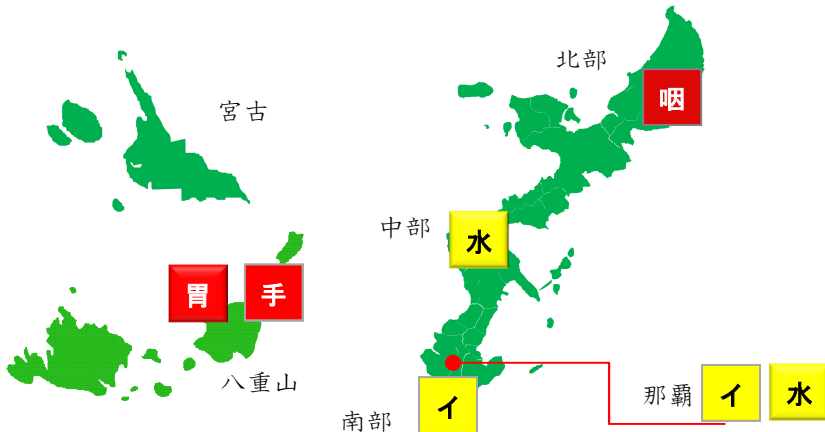 北部
咽
宮古
中部
水
胃 手
八重山
南部
イ
那覇
イ 水